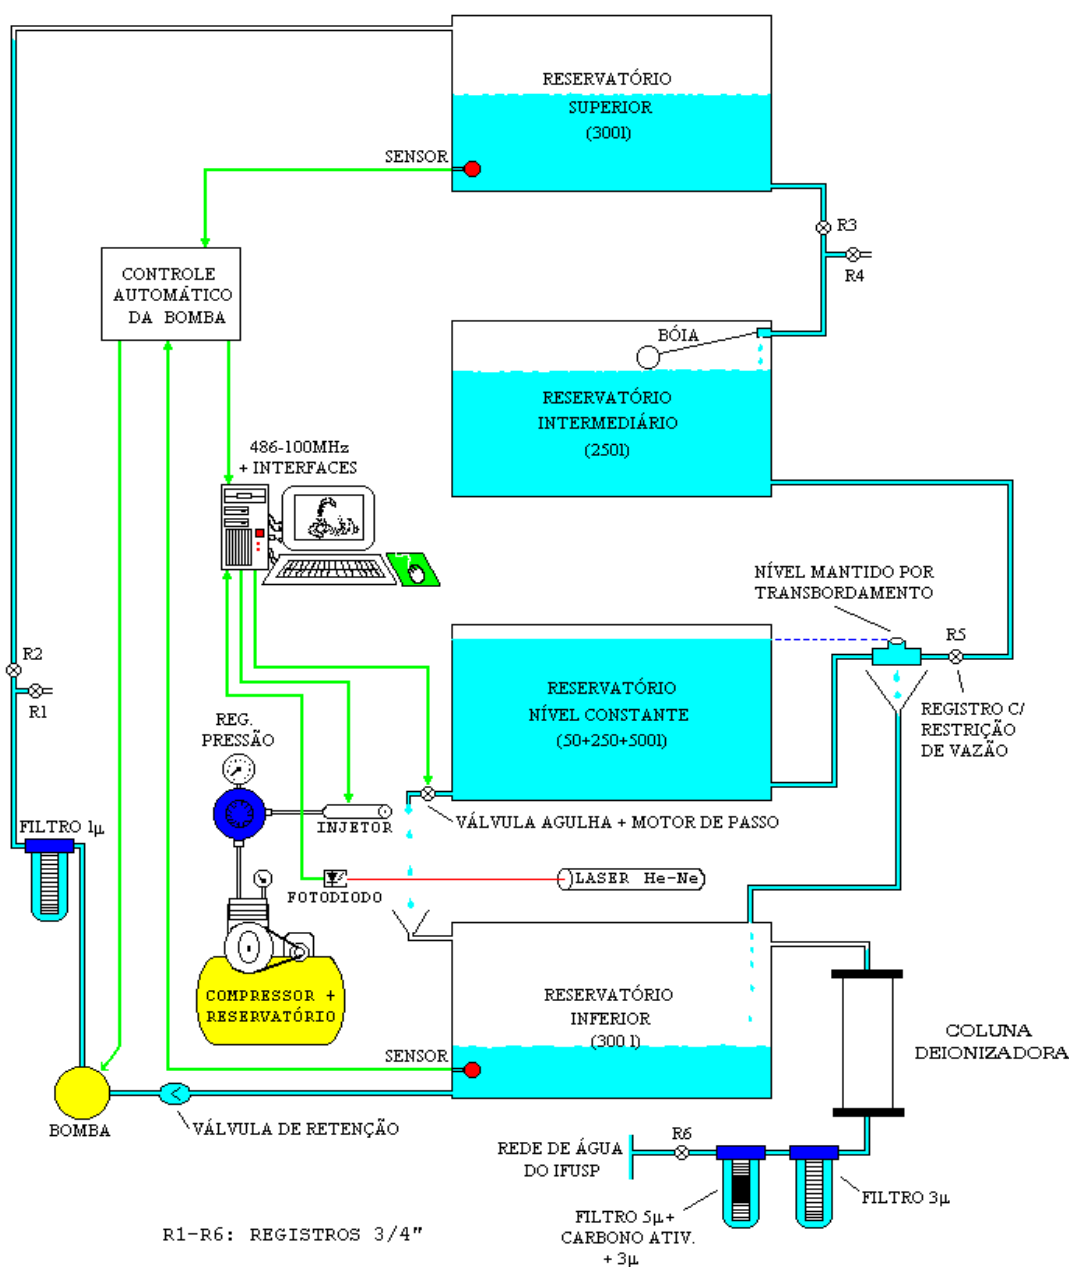 RESERVATÓRIO
SUPERIOR
(300l)
SENSOR
R3
R4
CONTROLE
AUTOMÁTICO
DA BOMBA
BÓIA
RESERVATÓRIO
INTERMEDIÁRIO
(250l)
486-100MHz
+ INTERFACES
NÍVEL MANTIDO POR
TRANSBORDAMENTO
R5
R2
R1
RESERVATÓRIO
NÍVEL CONSTANTE
(50+250+500l)
REGISTRO C/
RESTRIÇÃO
DE VAZÃO
REG.
PRESSÃO
INJETOR
VÁLVULA AGULHA + MOTOR DE PASSO
FILTRO 1µ
FOTODIODO
LASER He-Ne
COMPRESSOR +
RESERVATÓRIO
RESERVATÓRIO
INFERIOR
(300 l)
COLUNA
DEIONIZADORA
SENSOR
BOMBA
VÁLVULA DE RETENÇÃO
REDE DE ÁGUA
DO IFUSP
R6
FILTRO 3µ
FILTRO 5µ +
CARBONO ATIV.
+ 3µ
R1-R6: REGISTROS 3/4"